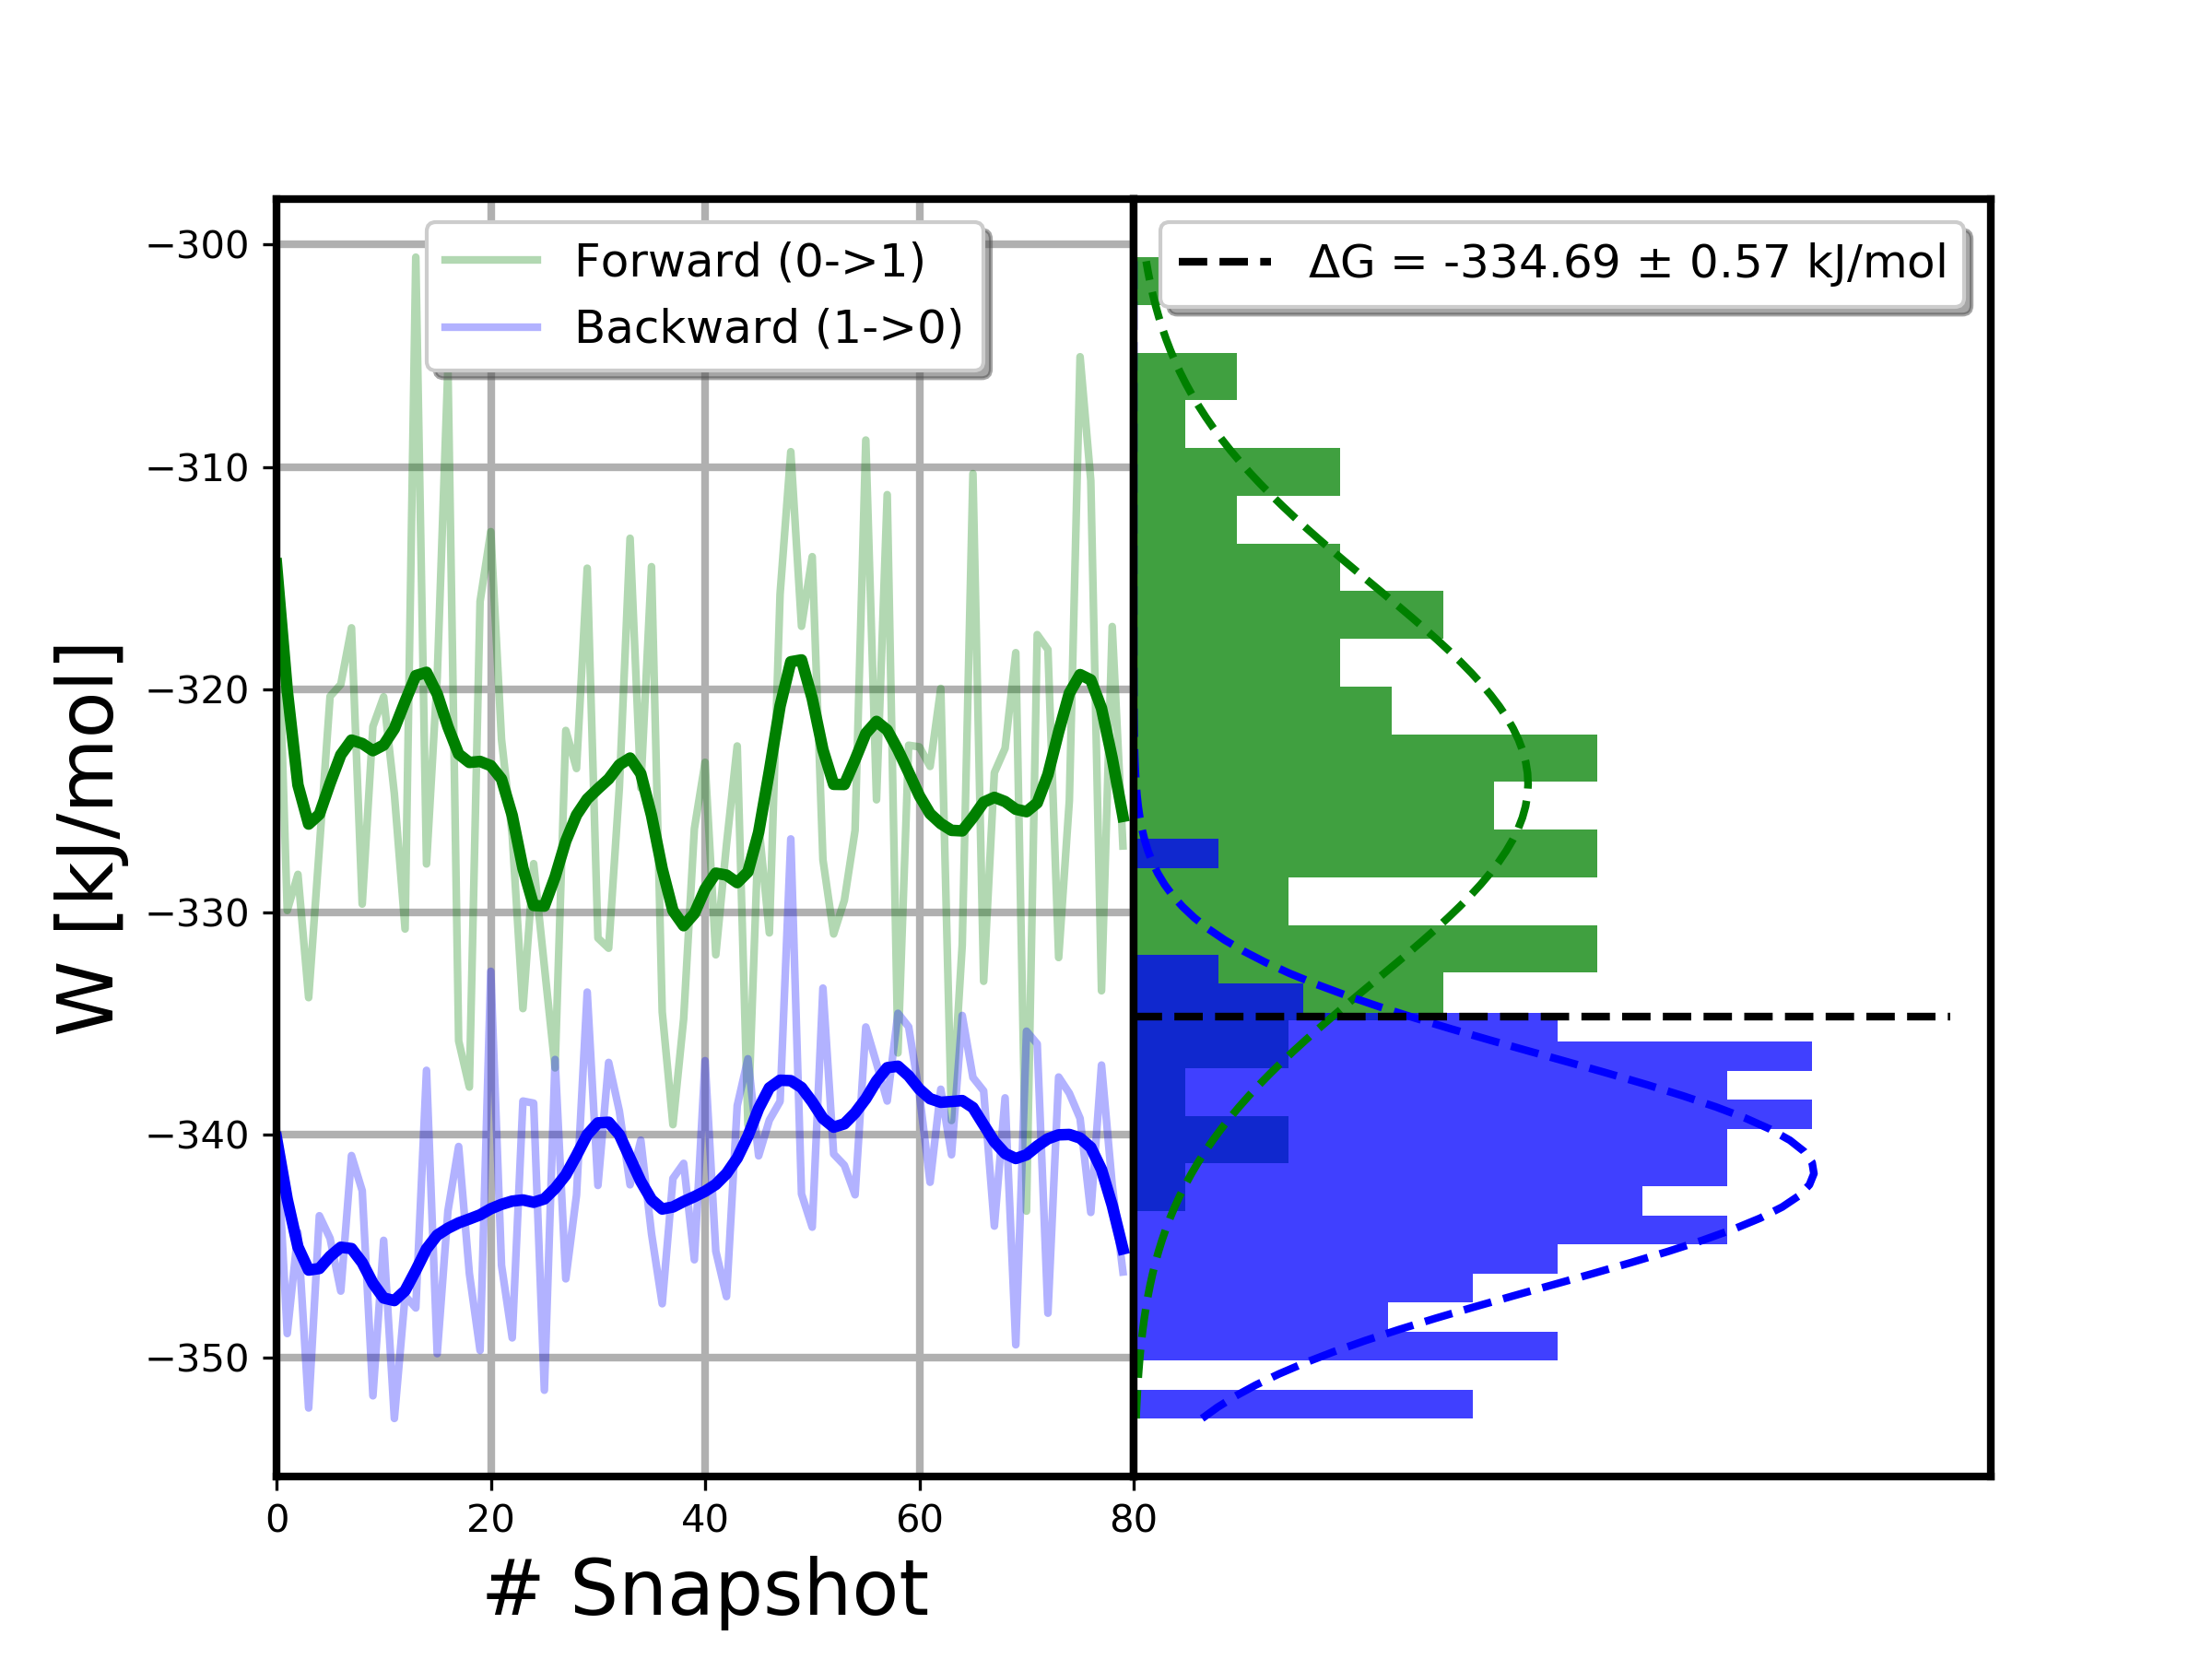 Forward (0->1)
Backward (1->0)
ΔG = -334.69 ± 0.57 kJ/mol
W [kJ/mol]
−300
−310
−320
−330
−340
−350
0 20 40 60 80
# Snapshot